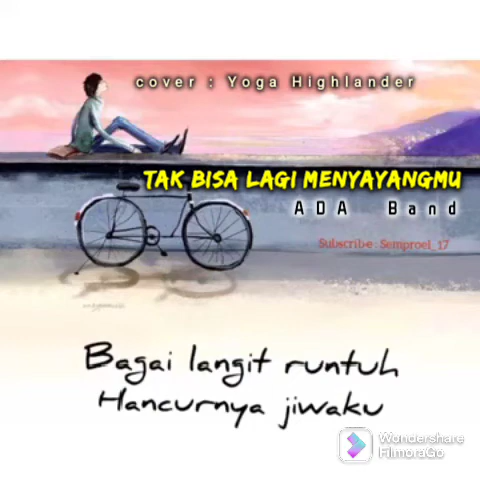 cover : Yoga Highlander
TAK BISA LAGI MENYAYANGMU
ADA Band
Subscribe : Semproel_17
Bagai langit runtuh
Hancurnya jiwaku
Wondershare
FilmoraGo